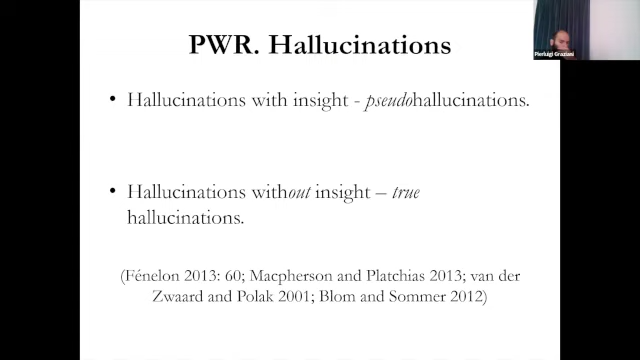 PWR. Hallucinations
Pierluigi Graziani
• Hallucinations with insight - pseudohallucinations.
• Hallucinations without insight – true
hallucinations.
(Fénelon 2013: 60; Macpherson and Platchias 2013; van der
Zwaard and Polak 2001; Blom and Sommer 2012)